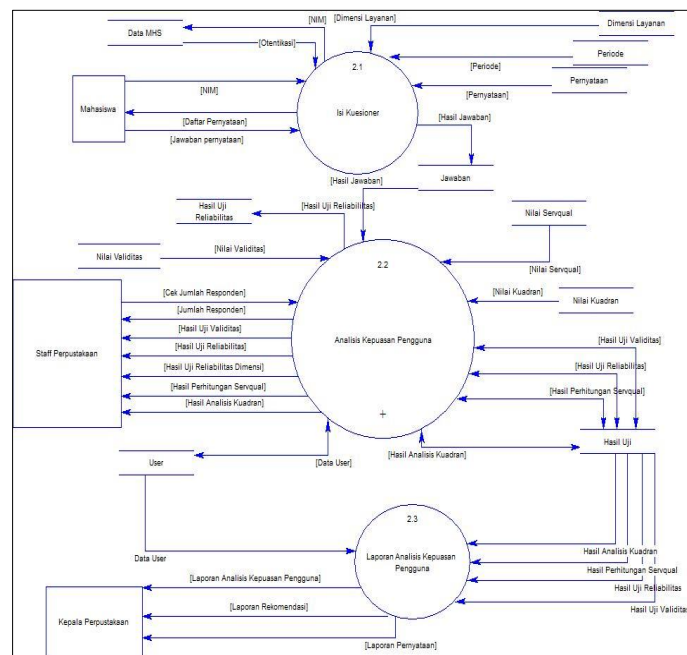 [NIM]
[Dimensi Layanan]
Data MHS
Dimensi Layanan
[Otentikasi]
2.1
Periode
[Periode]
[NIM]
Pernyataan
Mahasiswa
Isi Kuesioner
[Pernyataan]
[Daftar Pernyataan]
[Hasil Jawaban]
[Jawaban pernyataan]
Jawaban
[Hasil Jawaban]
Hasil Uji
Reliabilitas
[Hasil Uji Reliabilitas]
Nilai Servqual
Nilai Validitas
[Nilai Validitas]
2.2
[Nilai Servqual]
[Cek Jumlah Responden]
[Nilai Kuadran]
Nilai Kuadran
[Jumlah Responden]
[Hasil Uji Validitas]
Analisis Kepuasan Pengguna
[Hasil Uji Validitas]
Staff Perpustakaan
[Hasil Uji Reliabilitas]
[Hasil Uji Reliabilitas]
[Hasil Uji Reliabilitas Dimensi]
[Hasil Perhitungan Servqual]
[Hasil Perhitungan Servqual]
[Hasil Analisis Kuadran]
+
Hasil Uji
User
[Data User]
[Hasil Analisis Kuadran]
2.3
Data User
Laporan Analisis Kepuasan
Pengguna
Hasil Analisis Kuadran
Hasil Perhitungan Servqual
[Laporan Analisis Kepuasan Pengguna]
Hasil Uji Reliabilitas
[Laporan Rekomendasi]
Hasil Uji Validitas
Kepala Perpustakaan
[Laporan Pernyataan]